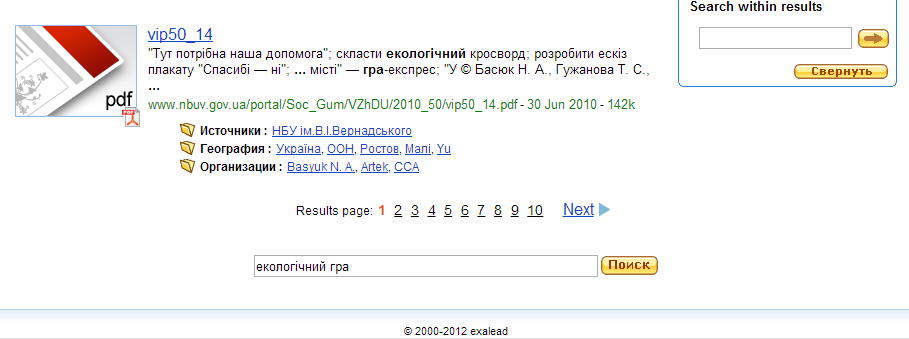 Search within results
Свернуть
vip50_14
"Тут потрібна наша допомога"; скласти екологічний кросворд; розробити ескіз
плакату "Спасибі — ні"; ... місті" — гра-експрес; "У © Басюк Н. А., Гужанова Т. С.,
...
pdf
PDF
www.nbuv.gov.ua/portal/Soc_Gum/VZhDU/2010_50/vip50_14.pdf - 30 Jun 2010 - 142k
Источники : НБУ ім.В.І.Вернадського
География : Україна, ООН, Ростов, Малі, Yu
Организации : Basyuk N. A., Artek, CCA
Results page: 1 2 3 4 5 6 7 8 9 10 Next
екологічний гра Поиск
© 2000-2012 exalead